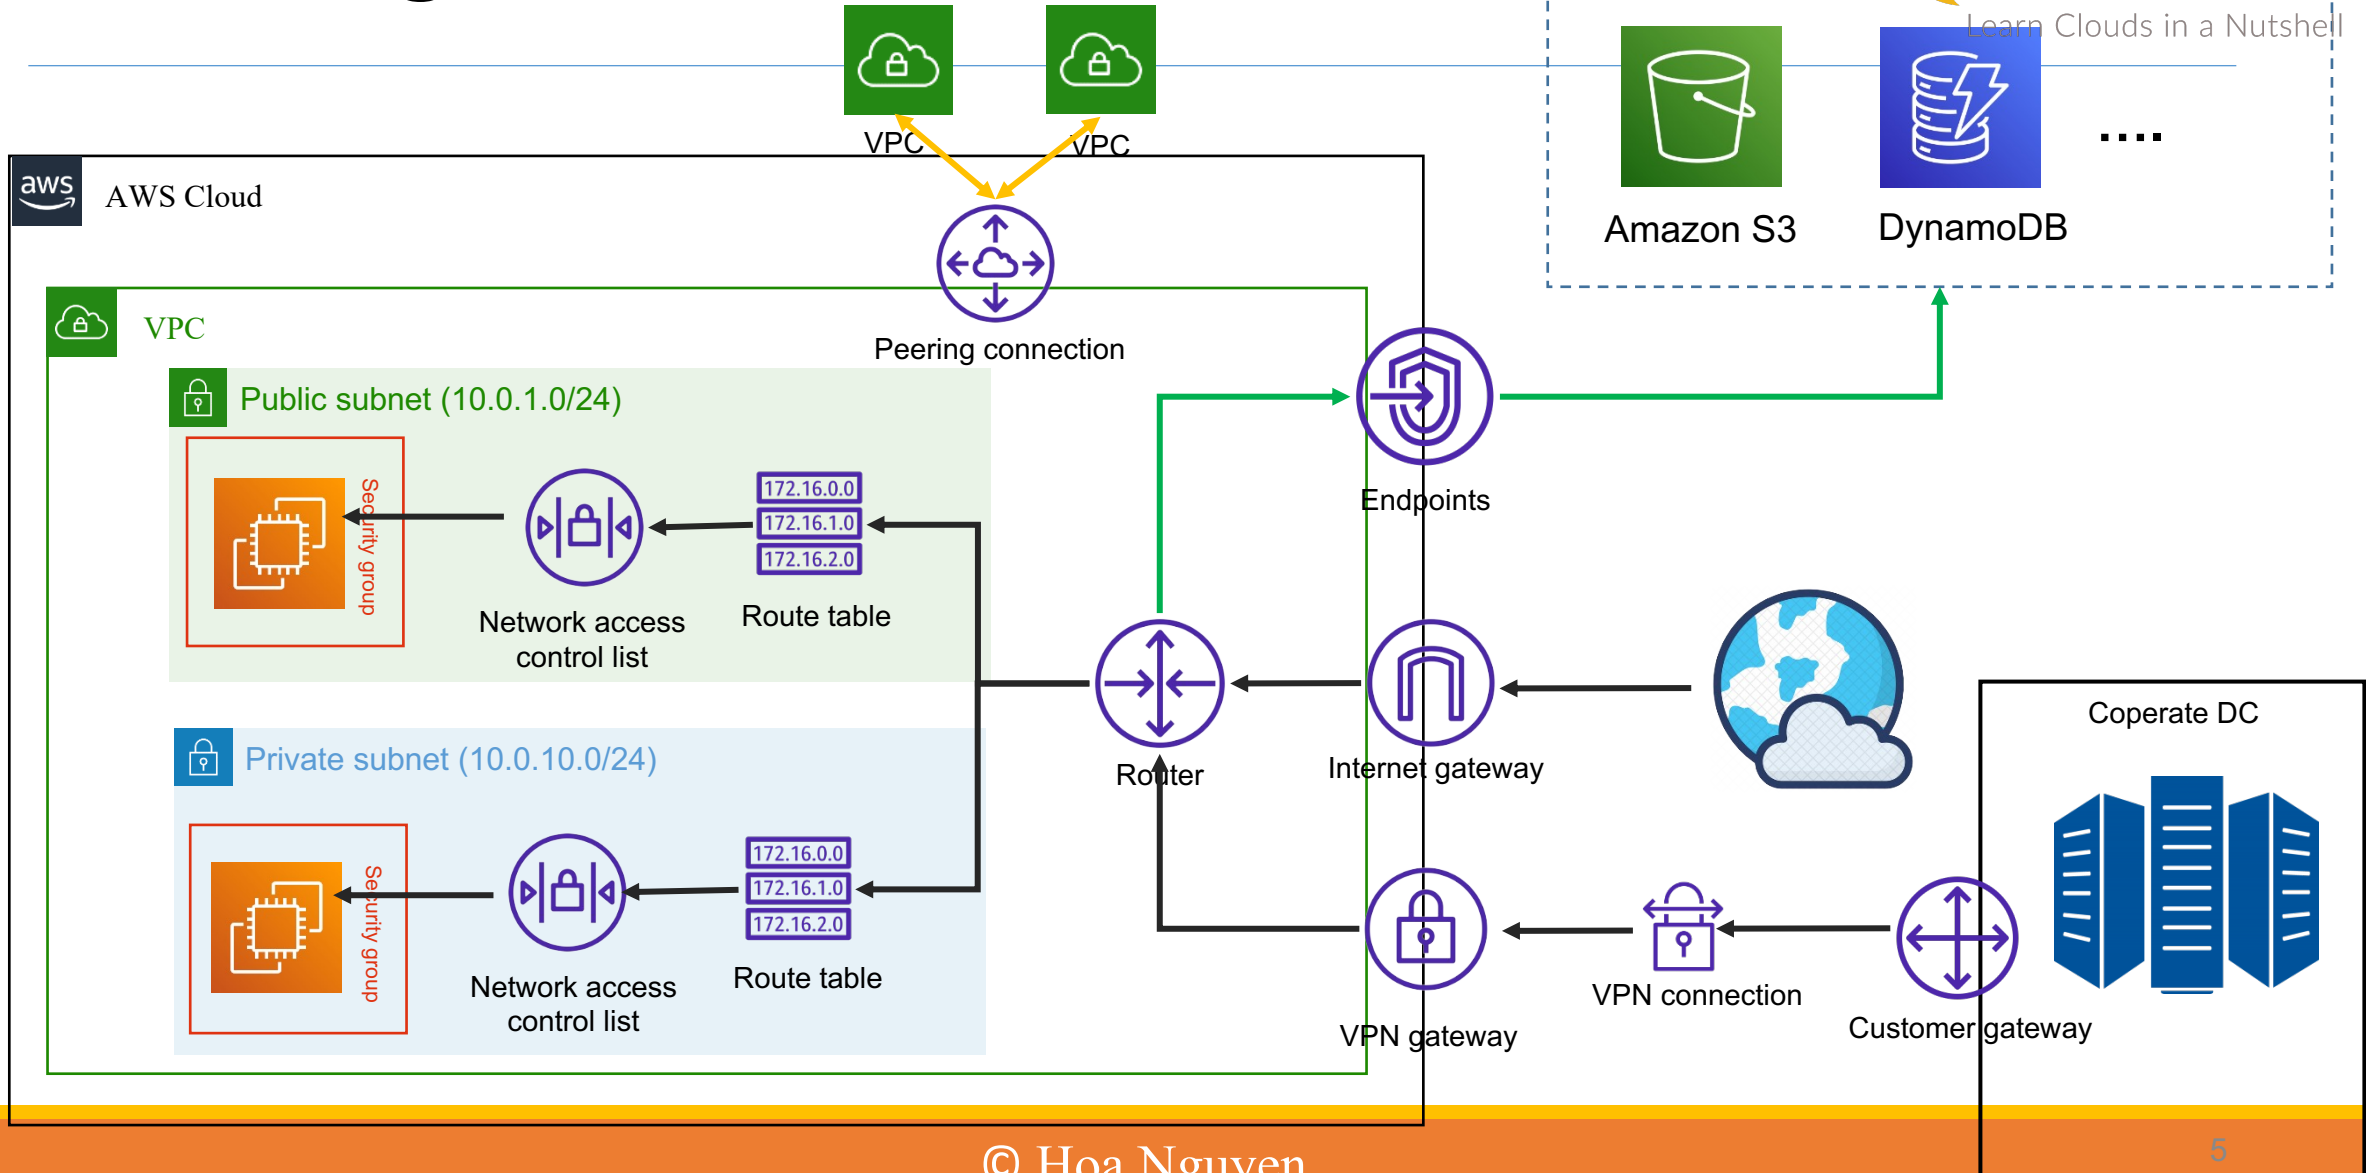 Learn Clouds in a Nutshell
VPC
VPC
....
aws
AWS Cloud
Amazon S3
DynamoDB
VPC
Peering connection
Public subnet (10.0.1.0/24)
Security group
172.16.0.0
172.16.1.0
172.16.2.0
Network access
control list
Route table
Endpoints
Router
Internet gateway
Coperate DC
Private subnet (10.0.10.0/24)
Security group
172.16.0.0
172.16.1.0
172.16.2.0
Network access
control list
Route table
VPN gateway
VPN connection
Customer gateway
© Hoa Nguyen
5